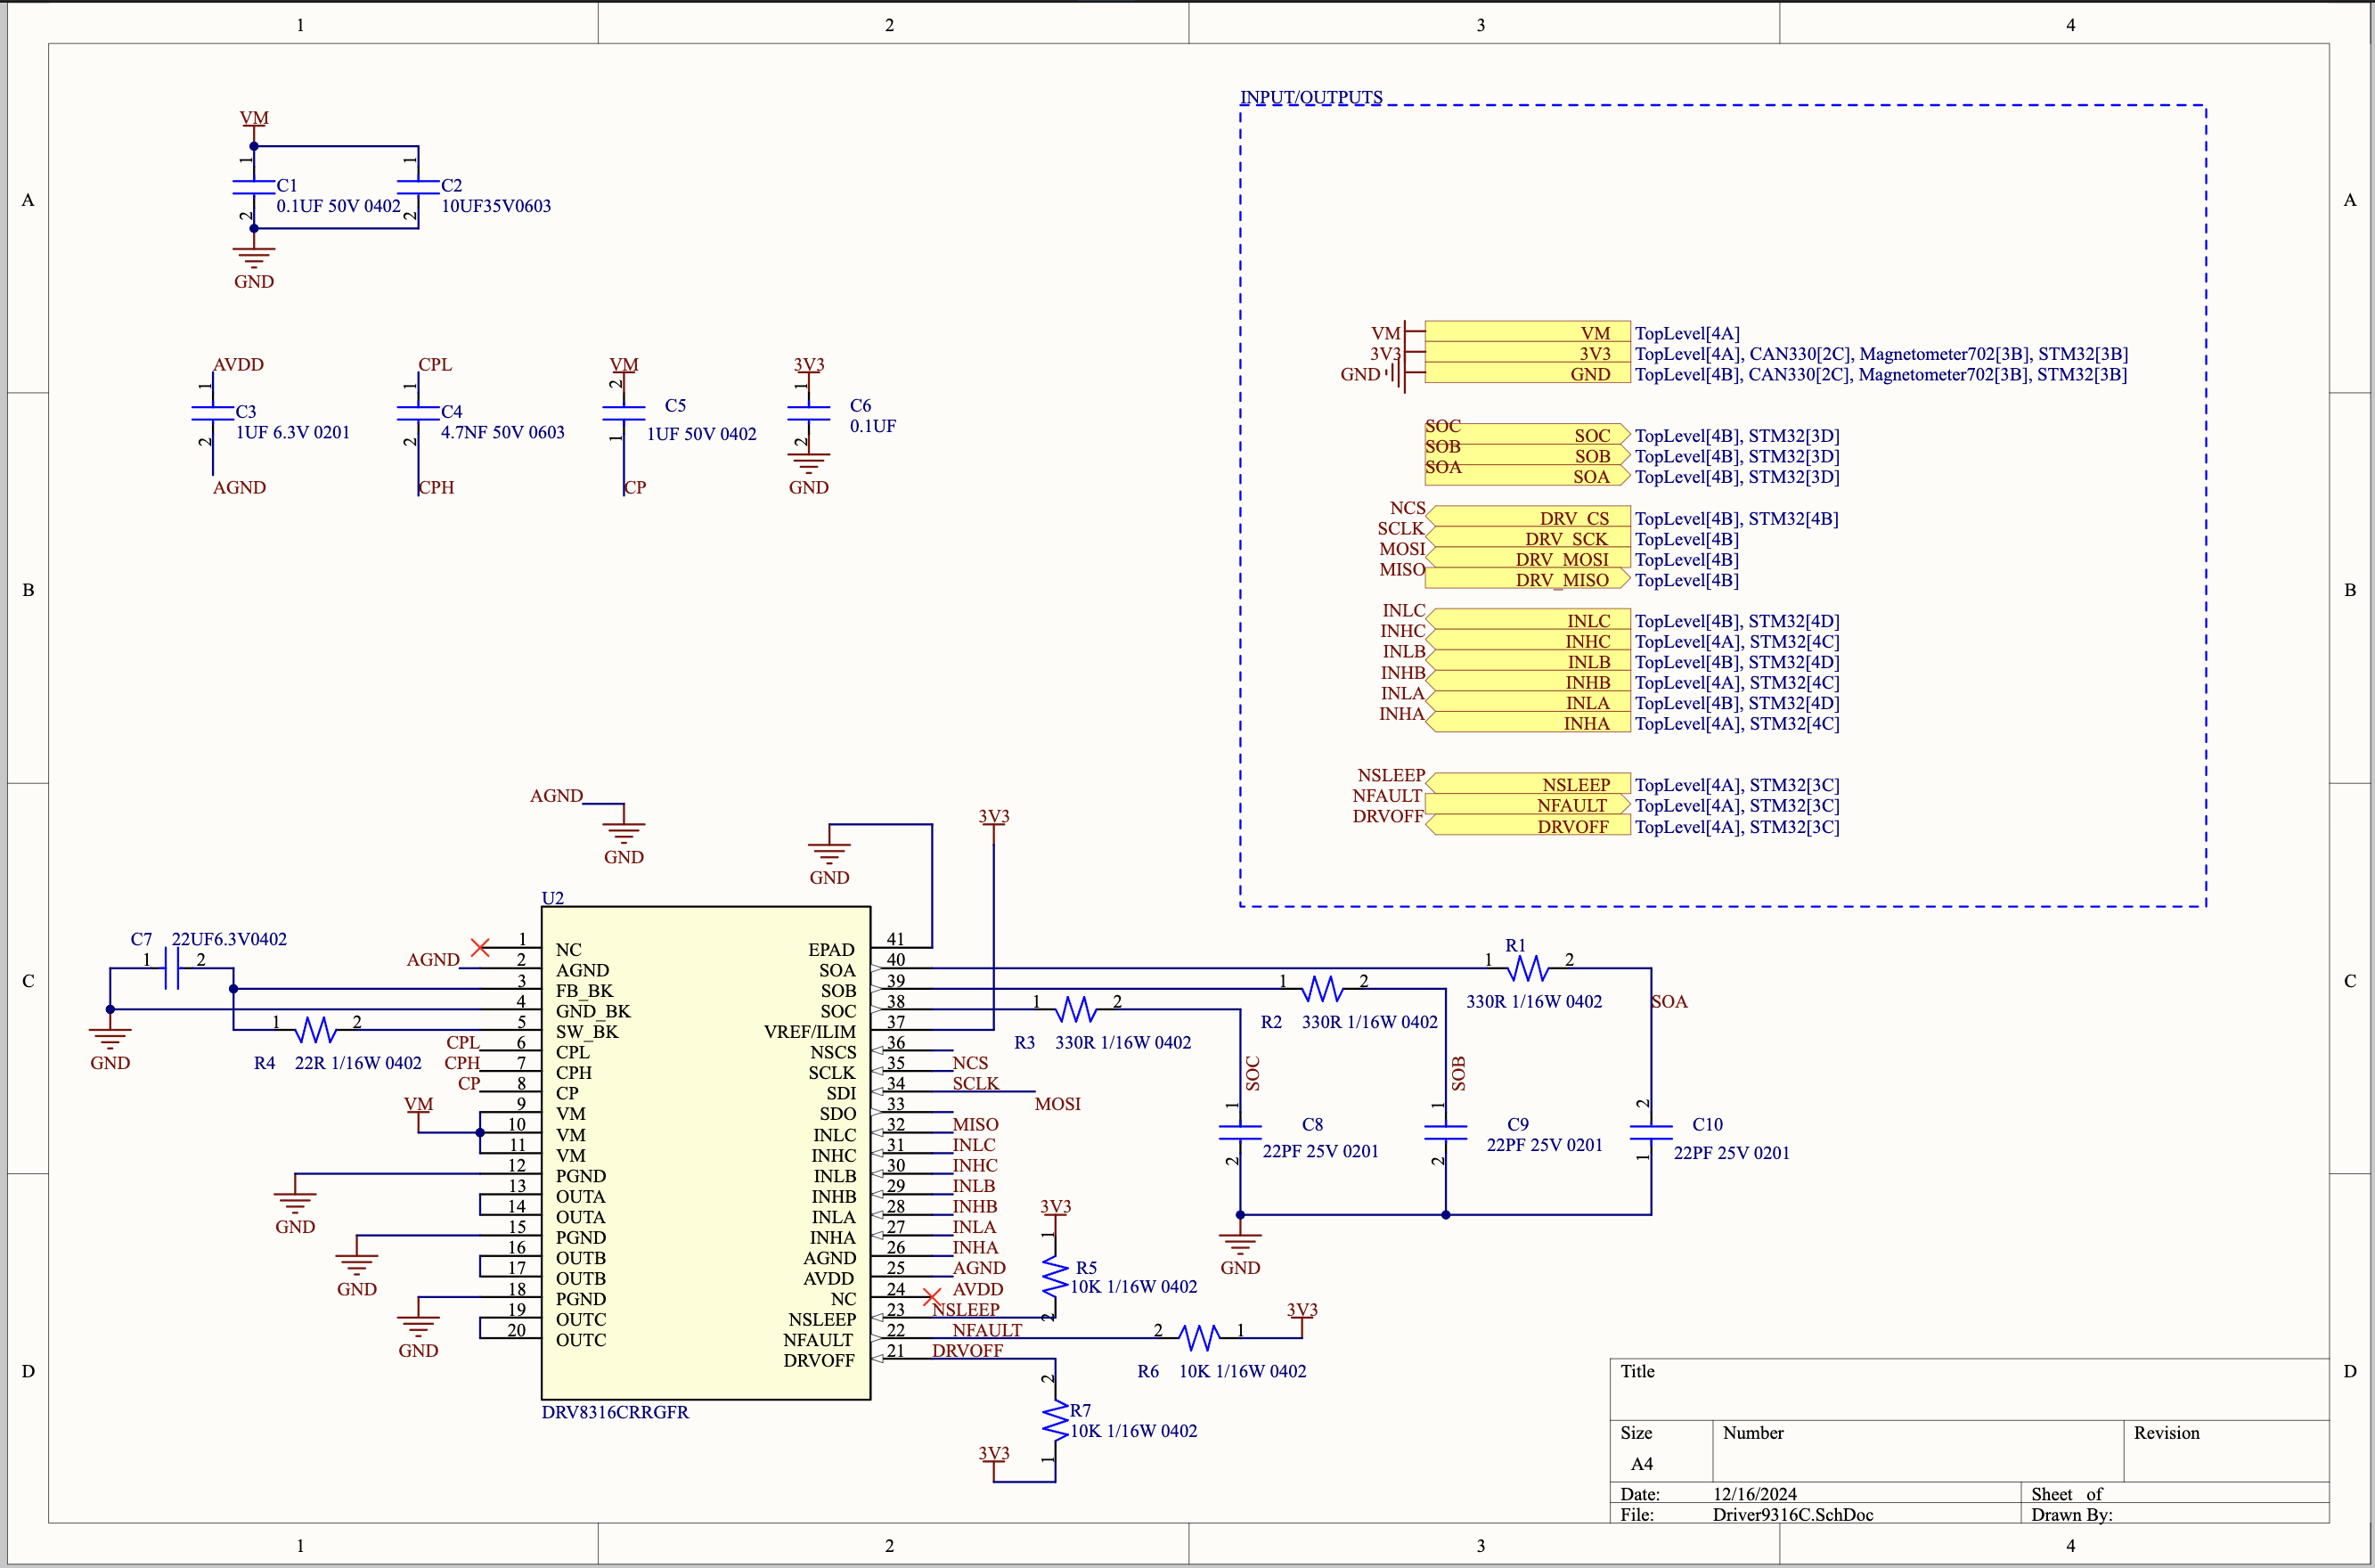 1 2 3 4
A A
B B
C C
D D
VM
1 1
C1 C2
0.1UF 50V 0402 10UF35V0603
2 2
GND
AVDD CPL VM 3V3
1 1 2 1
C3 C4 C5 C6
1UF 6.3V 0201 4.7NF 50V 0603 1UF 50V 0402 0.1UF
2 2 1 2
AGND CPH CP GND
INPUT/OUTPUTS
VM VM TopLevel[4A]
3V3 3V3 TopLevel[4A], CAN330[2C], Magnetometer702[3B], STM32[3B]
GND GND TopLevel[4B], CAN330[2C], Magnetometer702[3B], STM32[3B]
SOC SOC TopLevel[4B], STM32[3D]
SOB SOB TopLevel[4B], STM32[3D]
SOA SOA TopLevel[4B], STM32[3D]
NCS DRV_CS TopLevel[4B], STM32[4B]
SCLK DRV_SCK TopLevel[4B]
MOSI DRV_MOSI TopLevel[4B]
MISO DRV_MISO TopLevel[4B]
INLC INLC TopLevel[4B], STM32[4D]
INHC INHC TopLevel[4A], STM32[4C]
INLB INLB TopLevel[4B], STM32[4D]
INHB INHB TopLevel[4A], STM32[4C]
INLA INLA TopLevel[4B], STM32[4D]
INHA INHA TopLevel[4A], STM32[4C]
NSLEEP NSLEEP TopLevel[4A], STM32[3C]
NFAULT NFAULT TopLevel[4A], STM32[3C]
DRVOFF DRVOFF TopLevel[4A], STM32[3C]
AGND
GND
GND
3V3
U2
C7 22UF6.3V0402
1 2
GND
1 2
R4 22R 1/16W 0402
AGND
CPL
CPH
CP
VM
GND
GND
GND
1 NC EPAD 41
2 AGND SOA 40
3 FB_BK SOB 39
4 GND_BK SOC 38
5 SW_BK VREF/ILIM 37
6 CPL NSCS 36
7 CPH SCLK 35
8 CP SDI 34
9 VM SDO 33
10 VM INLC 32
11 VM INHC 31
12 PGND INLB 30
13 OUTA INHB 29
14 OUTA INLA 28
15 PGND INHA 27
16 OUTB AGND 26
17 OUTB AVDD 25
18 PGND NC 24
19 OUTC NSLEEP 23
20 OUTC NFAULT 22
DRVOFF 21
DRV8316CRRGFR
NCS
SCLK
MOSI
MISO
INLC
INHC
INLB
INHB
INLA
INHA
AGND
AVDD
NSLEEP
NFAULT
DRVOFF
R1
1 2
330R 1/16W 0402
SOA
1 2
R2 330R 1/16W 0402
SOB
1 2
R3 330R 1/16W 0402
SOC
1 1 2
C8 C9 C10
22PF 25V 0201 22PF 25V 0201 22PF 25V 0201
2 2 1
GND
3V3
1
R5
10K 1/16W 0402
2
3V3
2 1
R6 10K 1/16W 0402
2
R7
10K 1/16W 0402
1
3V3
Title
Size Number Revision
A4
Date: 12/16/2024 Sheet of
File: Driver9316C.SchDoc Drawn By:
1 2 3 4